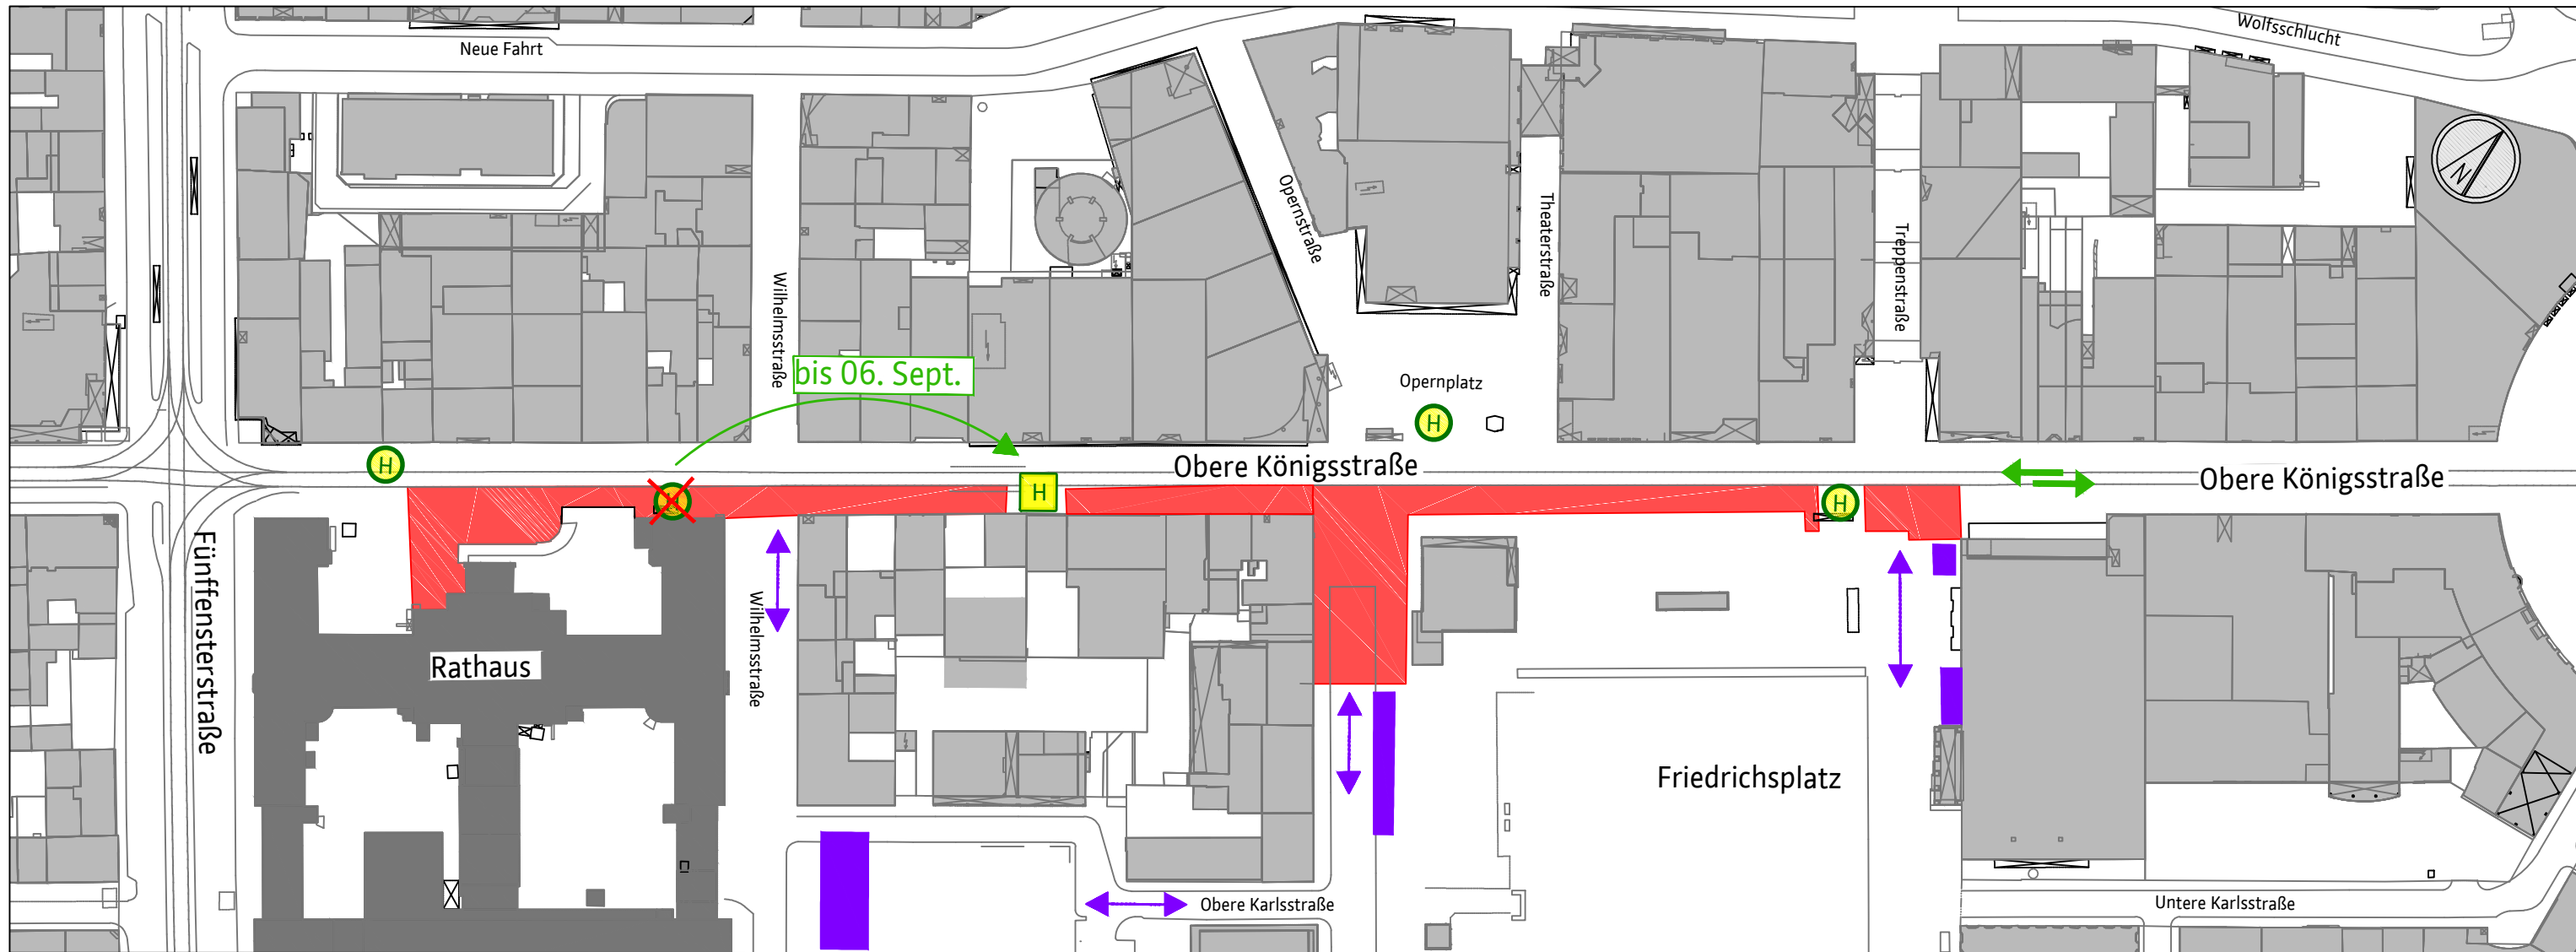 Neue Fahrt
Wolfsschlucht
Opernstraße
Theaterstraße
Treppenstraße
N
Wilhelmsstraße
bis 06. Sept.
Opernplatz
H
H
Obere Königsstraße
Obere Königsstraße
H
H
H
Fünffensterstraße
Wilhelmsstraße
Rathaus
Friedrichsplatz
Obere Karlsstraße
Untere Karlsstraße